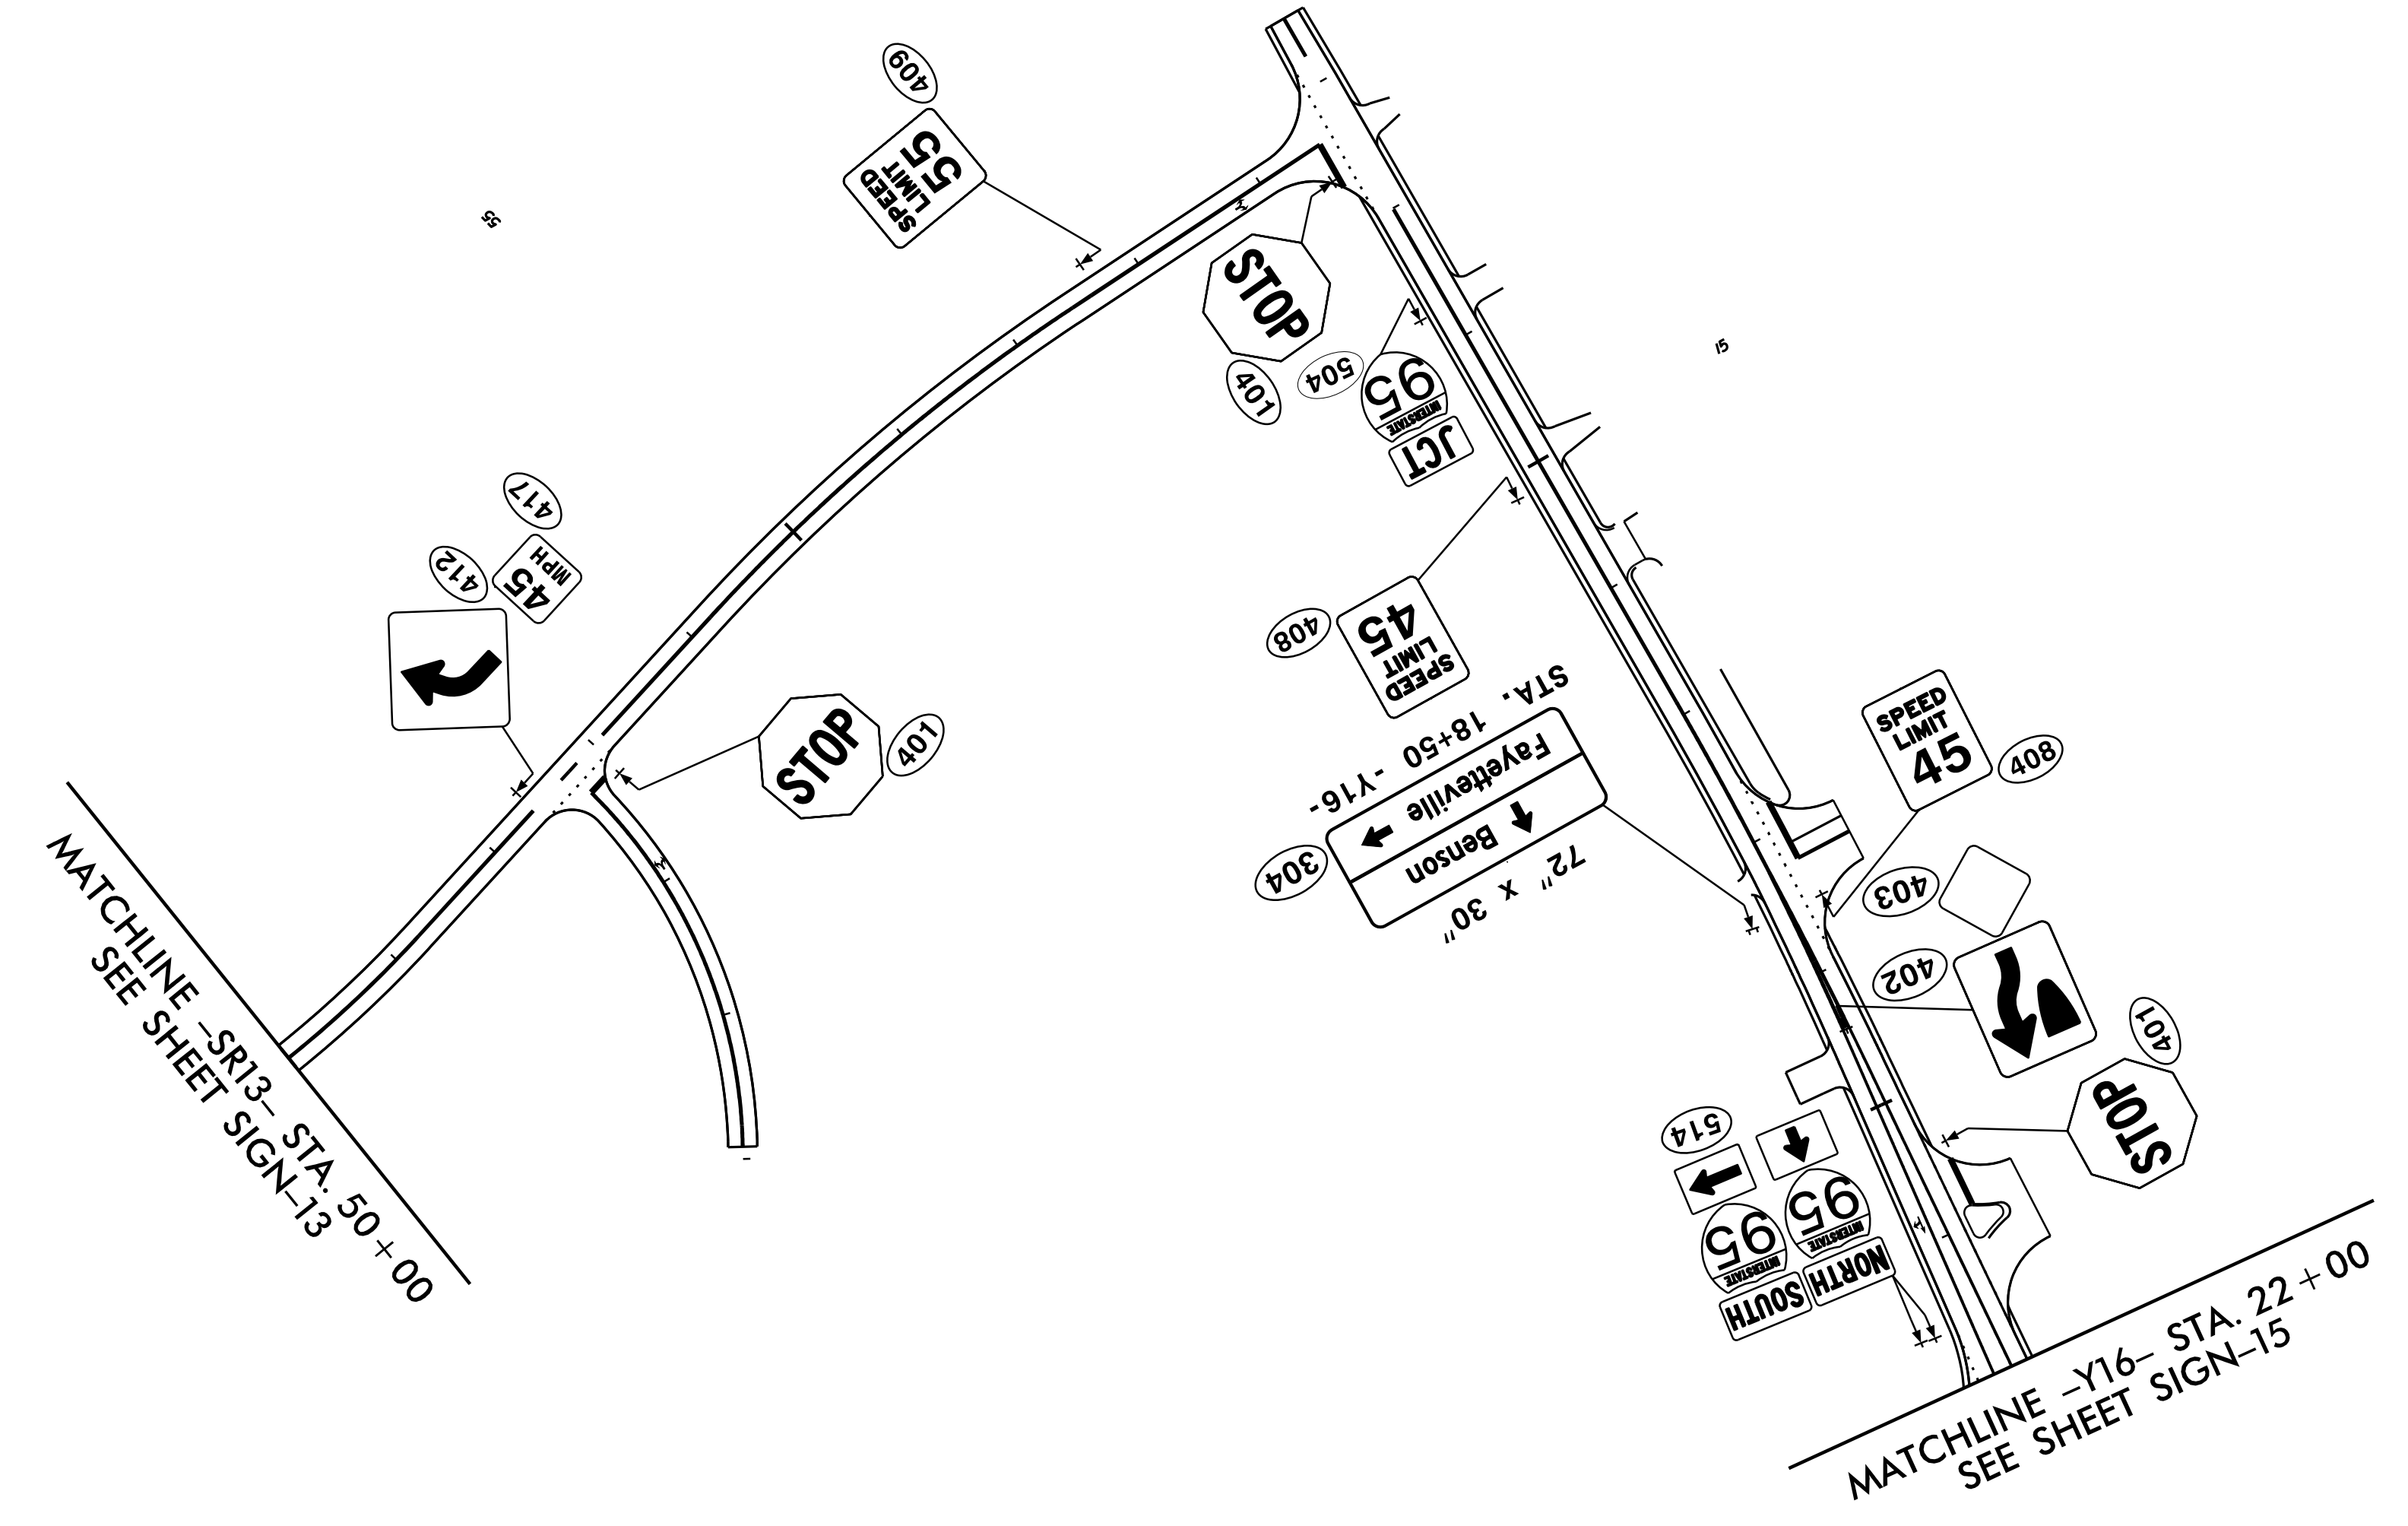 409
SPEED
LIMIT
55
35
15
STOP
401
504
JCT
INTERSTATE
95
417
412
45
MPH
408
SPEED
LIMIT
45
STOP
401
STA. 18+50 -Y16-
Fayetteville
Benson
72" x 30"
304
SPEED
LIMIT
45
408
403
402
401
STOP
514
NORTH
INTERSTATE
95
SOUTH
INTERSTATE
95
MATCHLINE -SR13- STA. 50+00
SEE SHEET SIGN-13
MATCHLINE -Y16- STA. 22+00
SEE SHEET SIGN-15